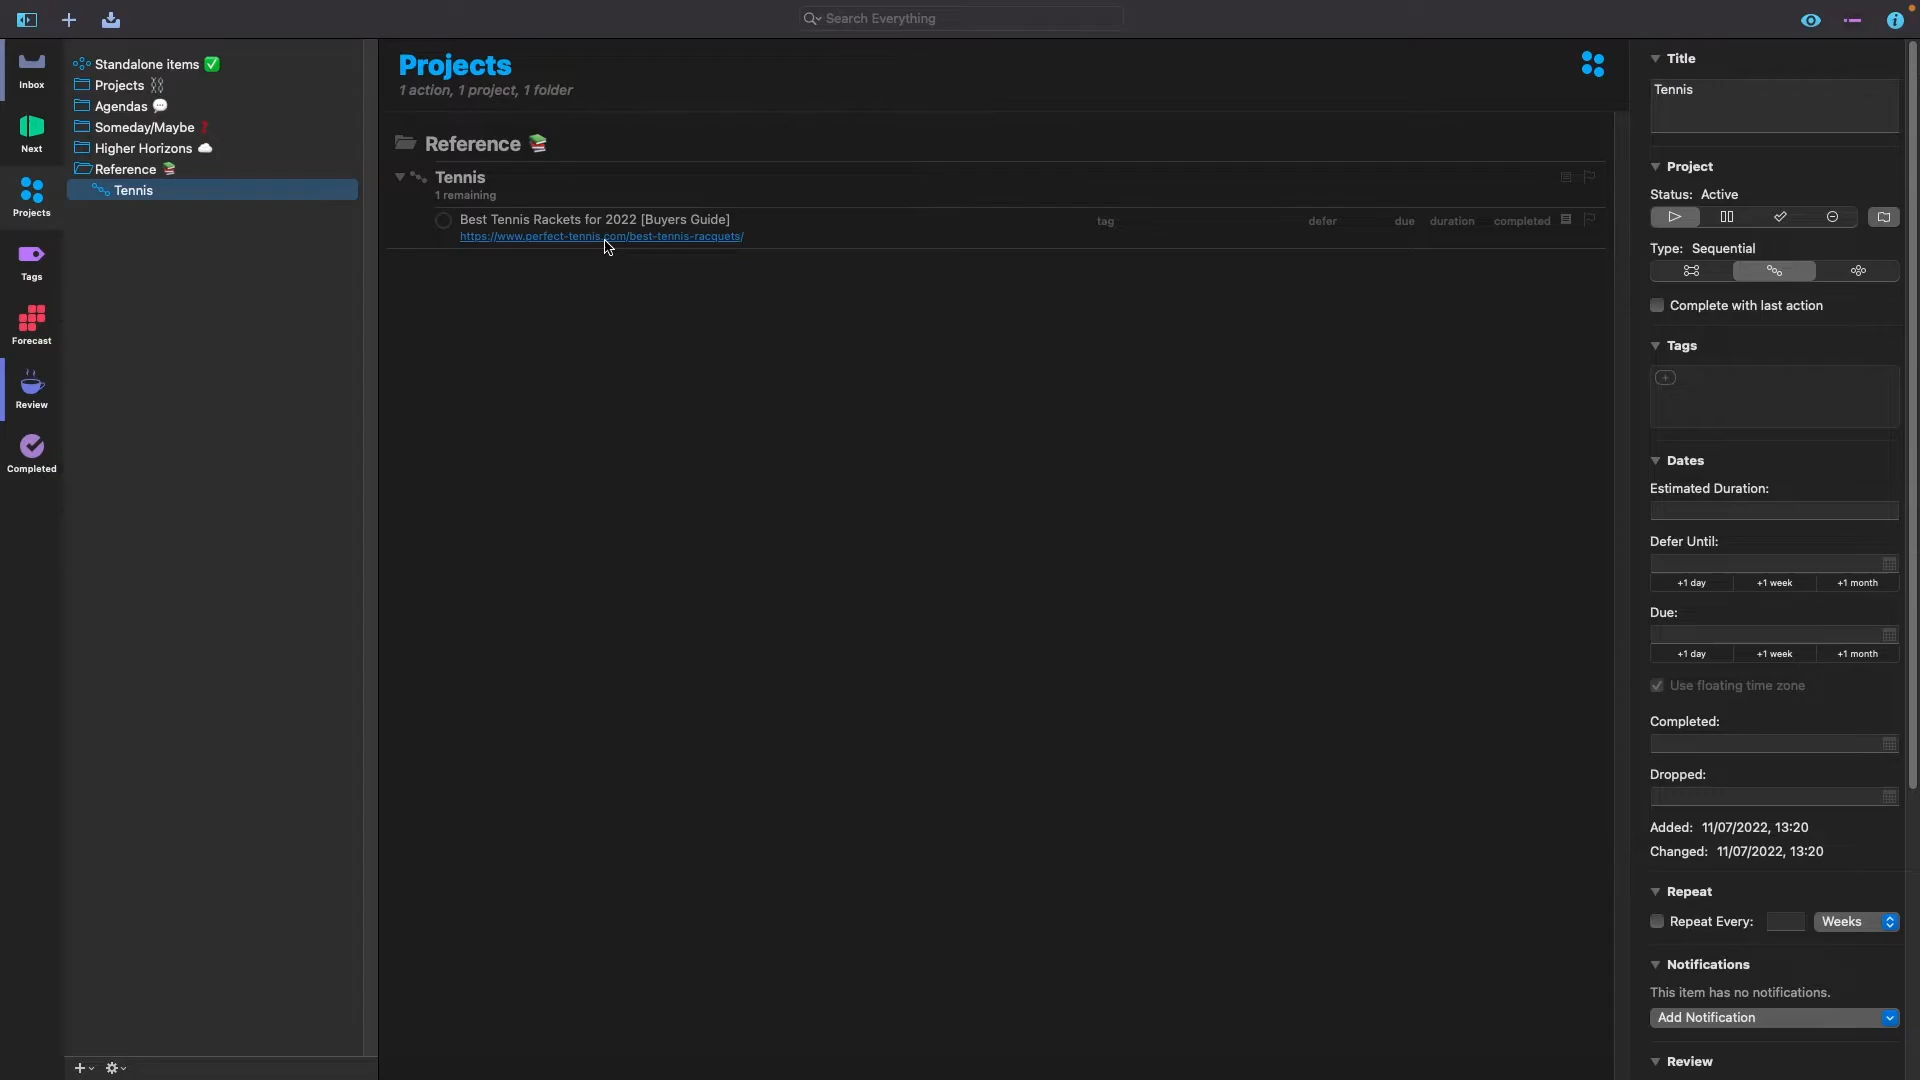 Search Everything
Inbox
Next
Projects
Tags
Forecast
Review
Completed
Standalone items ✅
Projects ⛓
Agendas 💬
Someday/Maybe ❓
Higher Horizons ☁️
Reference 📚
Tennis
Projects
1 action, 1 project, 1 folder
Reference 📚
Tennis
1 remaining
Best Tennis Rackets for 2022 [Buyers Guide]
tag defer due duration completed
https://www.perfect-tennis.com/best-tennis-racquets/
Title
Tennis
Project
Status: Active
Type: Sequential
Complete with last action
Tags
Dates
Estimated Duration:
Defer Until:
+1 day +1 week +1 month
Due:
+1 day +1 week +1 month
Use floating time zone
Completed:
Dropped:
Added: 11/07/2022, 13:20
Changed: 11/07/2022, 13:20
Repeat
Repeat Every: Weeks
Notifications
This item has no notifications.
Add Notification
Review